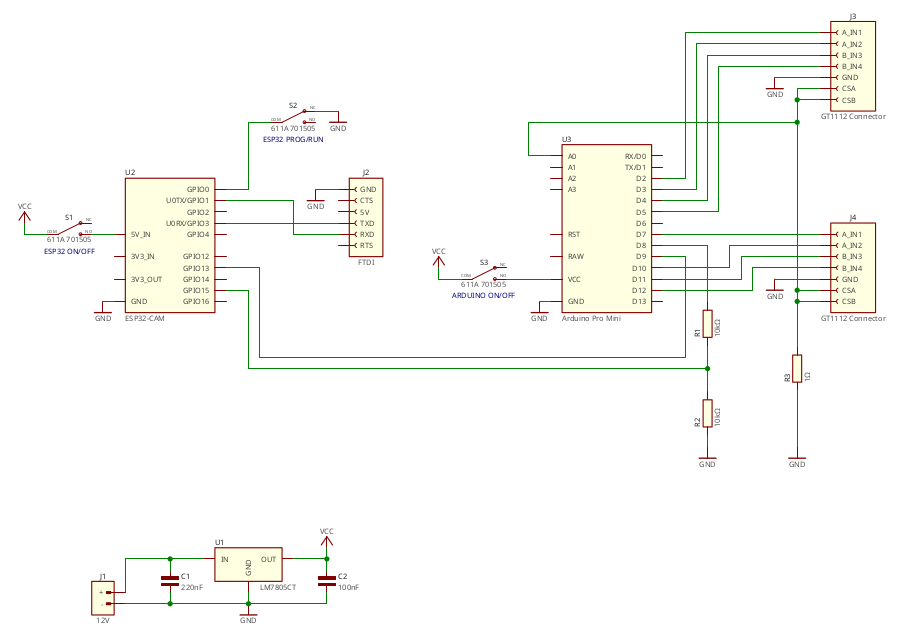 J3
A_IN1
A_IN2
B_IN3
B_IN4
GND
CSA
CSB
GND
GT1112 Connector
S2
COM
NC
NO
611A701505
ESP32 PROG/RUN
GND
U3
A0
A1
A2
A3
RST
RAW
VCC
GND
RX/D0
TX/D1
D2
D3
D4
D5
D6
D7
D8
D9
D10
D11
D12
D13
Arduino Pro Mini
GND
U2
5V_IN
3V3_IN
3V3_OUT
GND
GPIO0
U0TX/GPIO1
GPIO2
U0RX/GPIO3
GPIO4
GPIO12
GPIO13
GPIO14
GPIO15
GPIO16
ESP32-CAM
GND
J2
GND
CTS
5V
TXD
RXD
RTS
FTDI
GND
VCC
S1
COM
NC
NO
611A701505
ESP32 ON/OFF
VCC
S3
COM
NC
NO
611A701505
ARDUINO ON/OFF
J4
A_IN1
A_IN2
B_IN3
B_IN4
GND
CSA
CSB
GND
GT1112 Connector
R1
10kΩ
R2
10kΩ
GND
R3
1Ω
GND
J1
+
-
12V
C1
220nF
U1
IN
OUT
GND
LM7805CT
GND
VCC
C2
100nF